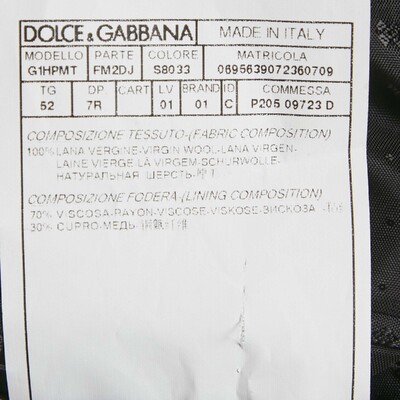 DOLCE & GABBANA MADE IN ITALY
MODELLO PARTE COLORE MATRICOLA
G1HPMT FM2DJ S8033 0695639072360709
TG DP CART LV BRAND ID COMMESSA
52 7R 01 01 C P205 09723 D
COMPOSIZIONE TESSUTO-(FABRIC COMPOSITION)
100%LANA VERGINE-VIRGIN WOOL-LANA VIRGEN-
LAINE VIERGE-LÀ VIRGEM-SCHURWOLLE-
НАТУРАЛЬНАЯ ШЕРСТЬ-
COMPOSIZIONE FODERA-(LINING COMPOSITION)
70% VISCOSA-RAYON-VISCOSE-VISKOSE-ВИСКОЗА
30% CUPRO-МЕДЬ-